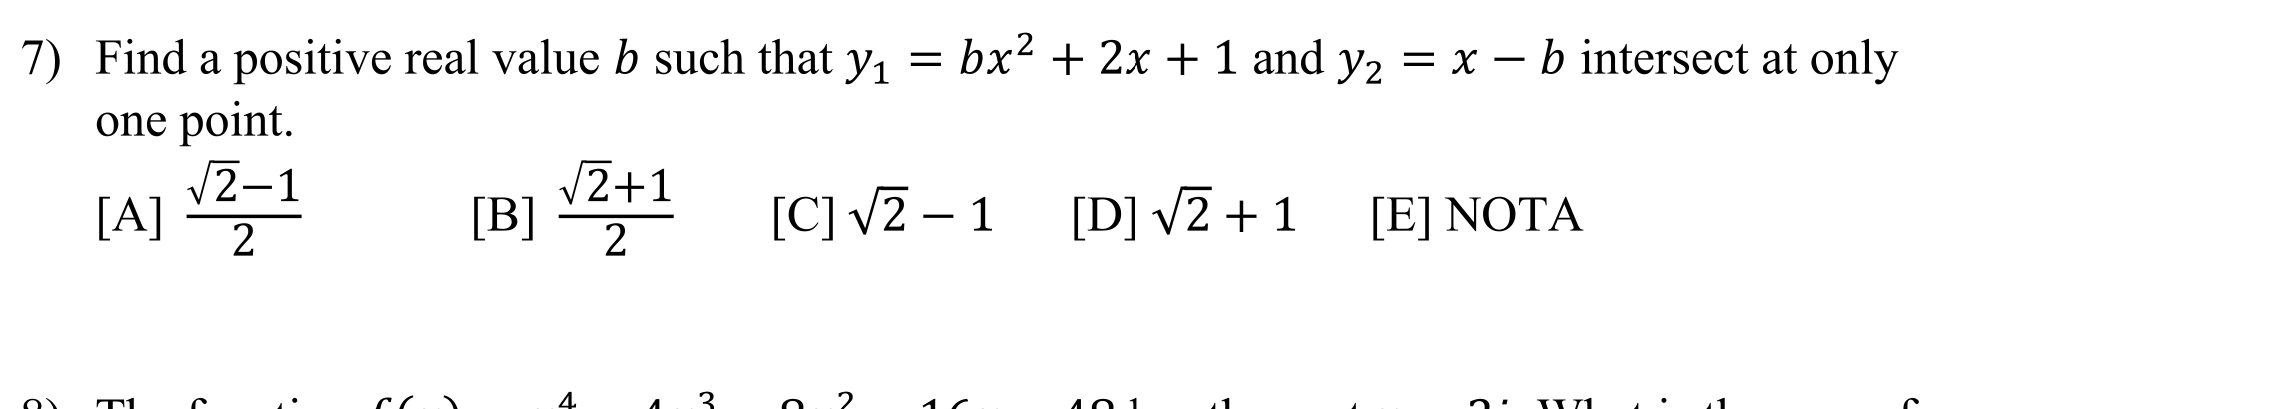 7) Find a positive real value b such that y₁ = bx² + 2x + 1 and y₂ = x − b intersect at only
one point.
[A] (√2−1)/2 [B] (√2+1)/2 [C] √2 − 1 [D] √2 + 1 [E] NOTA